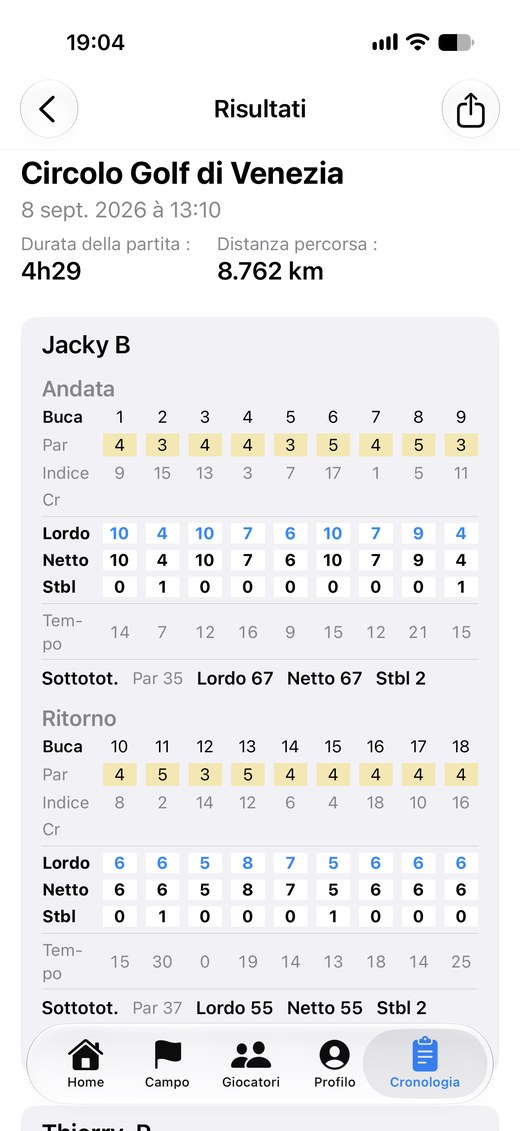 19:04
Risultati
Circolo Golf di Venezia
8 sept. 2026 à 13:10
Durata della partita : Distanza percorsa :
4h29 8.762 km
Jacky B
Andata
Buca 1 2 3 4 5 6 7 8 9
Par 4 3 4 4 3 5 4 5 3
Indice 9 15 13 3 7 17 1 5 11
Cr
Lordo 10 4 10 7 6 10 7 9 4
Netto 10 4 10 7 6 10 7 9 4
Stbl 0 1 0 0 0 0 0 0 1
Tem-
po 14 7 12 16 9 15 12 21 15
Sottotot. Par 35 Lordo 67 Netto 67 Stbl 2
Ritorno
Buca 10 11 12 13 14 15 16 17 18
Par 4 5 3 5 4 4 4 4 4
Indice 8 2 14 12 6 4 18 10 16
Cr
Lordo 6 6 5 8 7 5 6 6 6
Netto 6 6 5 8 7 5 6 6 6
Stbl 0 1 0 0 0 1 0 0 0
Tem-
po 15 30 0 19 14 13 18 14 25
Sottotot. Par 37 Lordo 55 Netto 55 Stbl 2
Home Campo Giocatori Profilo Cronologia